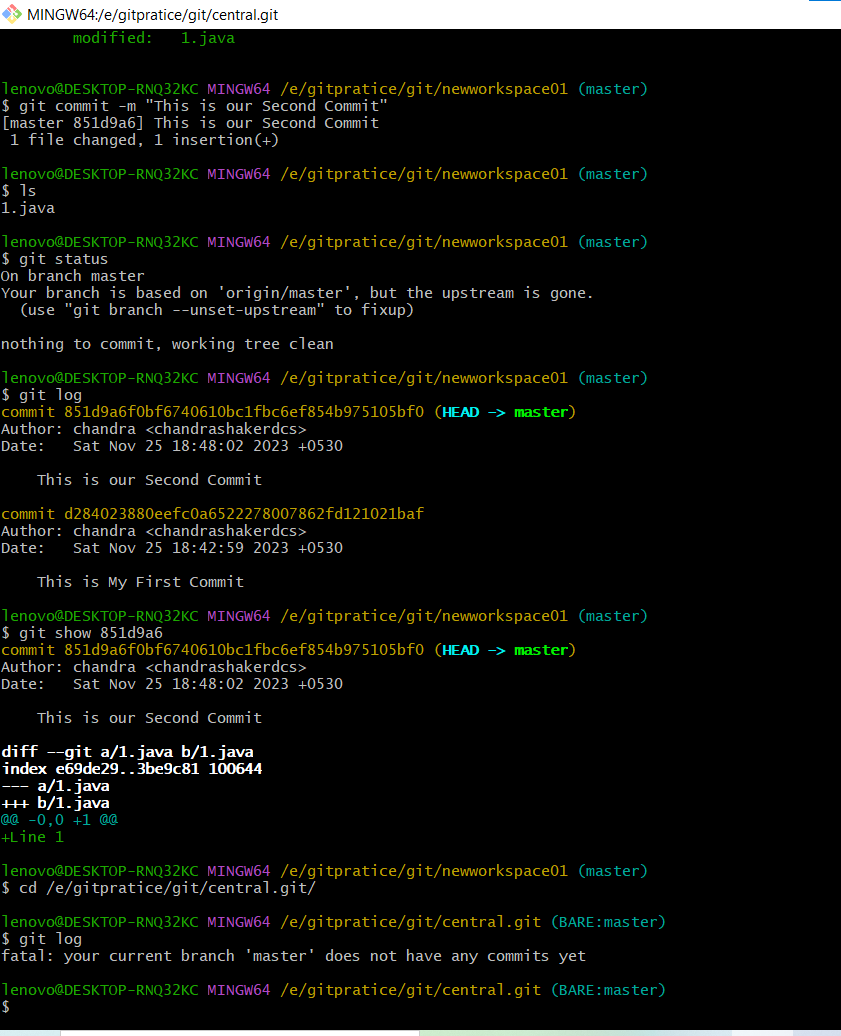 MINGW64:/e/gitpratice/git/central.git
        modified:   1.java
lenovo@DESKTOP-RNQ32KC MINGW64 /e/gitpratice/git/newworkspace01 (master)
$ git commit -m "This is our Second Commit"
[master 851d9a6] This is our Second Commit
 1 file changed, 1 insertion(+)
lenovo@DESKTOP-RNQ32KC MINGW64 /e/gitpratice/git/newworkspace01 (master)
$ ls
1.java
lenovo@DESKTOP-RNQ32KC MINGW64 /e/gitpratice/git/newworkspace01 (master)
$ git status
On branch master
Your branch is based on 'origin/master', but the upstream is gone.
  (use "git branch --unset-upstream" to fixup)
nothing to commit, working tree clean
lenovo@DESKTOP-RNQ32KC MINGW64 /e/gitpratice/git/newworkspace01 (master)
$ git log
commit 851d9a6f0bf6740610bc1fbc6ef854b975105bf0 (HEAD -> master)
Author: chandra <chandrashakerdcs>
Date:   Sat Nov 25 18:48:02 2023 +0530
    This is our Second Commit
commit d284023880eefc0a6522278007862fd121021baf
Author: chandra <chandrashakerdcs>
Date:   Sat Nov 25 18:42:59 2023 +0530
    This is My First Commit
lenovo@DESKTOP-RNQ32KC MINGW64 /e/gitpratice/git/newworkspace01 (master)
$ git show 851d9a6
commit 851d9a6f0bf6740610bc1fbc6ef854b975105bf0 (HEAD -> master)
Author: chandra <chandrashakerdcs>
Date:   Sat Nov 25 18:48:02 2023 +0530
    This is our Second Commit
diff --git a/1.java b/1.java
index e69de29..3be9c81 100644
--- a/1.java
+++ b/1.java
@@ -0,0 +1 @@
+Line 1
lenovo@DESKTOP-RNQ32KC MINGW64 /e/gitpratice/git/newworkspace01 (master)
$ cd /e/gitpratice/git/central.git/
lenovo@DESKTOP-RNQ32KC MINGW64 /e/gitpratice/git/central.git (BARE:master)
$ git log
fatal: your current branch 'master' does not have any commits yet
lenovo@DESKTOP-RNQ32KC MINGW64 /e/gitpratice/git/central.git (BARE:master)
$